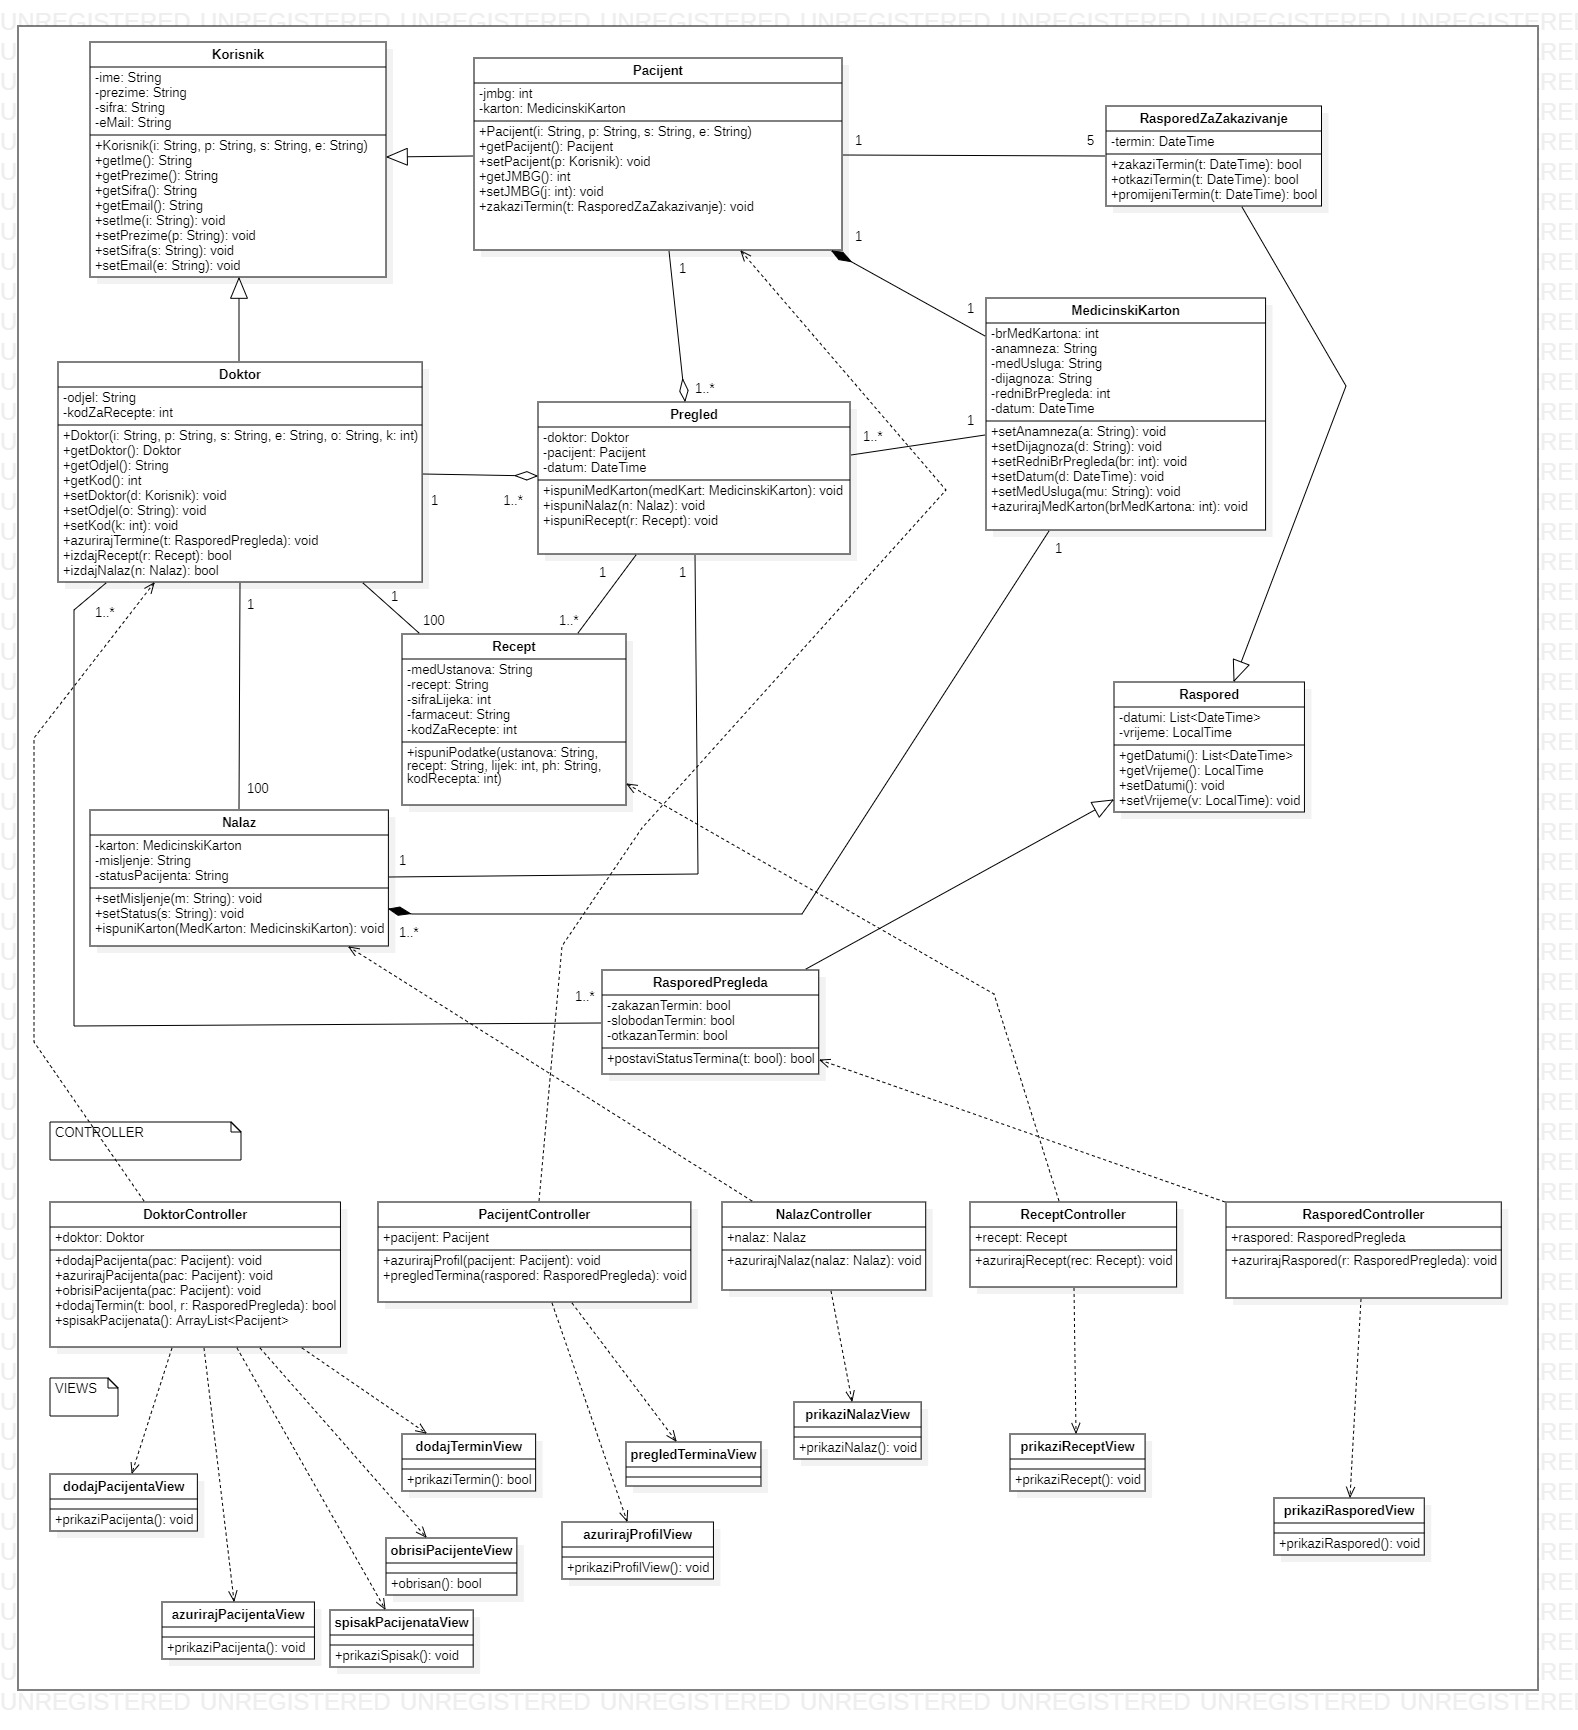 UNREGISTERED
Korisnik
-ime: String
-prezime: String
-sifra: String
-eMail: String
+Korisnik(i: String, p: String, s: String, e: String)
+getIme(): String
+getPrezime(): String
+getSifra(): String
+getEmail(): String
+setIme(i: String): void
+setPrezime(p: String): void
+setSifra(s: String): void
+setEmail(e: String): void
Pacijent
-jmbg: int
-karton: MedicinskiKarton
+Pacijent(i: String, p: String, s: String, e: String)
+getPacijent(): Pacijent
+setPacijent(p: Korisnik): void
+getJMBG(): int
+setJMBG(j: int): void
+zakaziTermin(t: RasporedZaZakazivanje): void
1
5
RasporedZaZakazivanje
-termin: DateTime
+zakaziTermin(t: DateTime): bool
+otkaziTermin(t: DateTime): bool
+promijeniTermin(t: DateTime): bool
1
1
1
1..*
MedicinskiKarton
-brMedKartona: int
-anamneza: String
-medUsluga: String
-dijagnoza: String
-redniBrPregleda: int
-datum: DateTime
+setAnamneza(a: String): void
+setDijagnoza(d: String): void
+setRedniBrPregleda(br: int): void
+setDatum(d: DateTime): void
+setMedUsluga(mu: String): void
+azurirajMedKarton(brMedKartona: int): void
Doktor
-odjel: String
-kodZaRecepte: int
+Doktor(i: String, p: String, s: String, e: String, o: String, k: int)
+getDoktor(): Doktor
+getOdjel(): String
+getKod(): int
+setDoktor(d: Korisnik): void
+setOdjel(o: String): void
+setKod(k: int): void
+azurirajTermine(t: RasporedPregleda): void
+izdajRecept(r: Recept): bool
+izdajNalaz(n: Nalaz): bool
Pregled
-doktor: Doktor
-pacijent: Pacijent
-datum: DateTime
+ispuniMedKarton(medKart: MedicinskiKarton): void
+ispuniNalaz(n: Nalaz): void
+ispuniRecept(r: Recept): void
1..*
1
1
1..*
1
1
1
1..*
1..*
1
1
100
Recept
-medUstanova: String
-recept: String
-sifraLijeka: int
-farmaceut: String
-kodZaRecepte: int
+ispuniPodatke(ustanova: String,
recept: String, lijek: int, ph: String,
kodRecepta: int)
Raspored
-datumi: List<DateTime>
-vrijeme: LocalTime
+getDatumi(): List<DateTime>
+getVrijeme(): LocalTime
+setDatumi(): void
+setVrijeme(v: LocalTime): void
100
Nalaz
-karton: MedicinskiKarton
-misljenje: String
-statusPacijenta: String
+setMisljenje(m: String): void
+setStatus(s: String): void
+ispuniKarton(MedKarton: MedicinskiKarton): void
1
1..*
1..*
RasporedPregleda
-zakazanTermin: bool
-slobodanTermin: bool
-otkazanTermin: bool
+postaviStatusTermina(t: bool): bool
CONTROLLER
DoktorController
+doktor: Doktor
+dodajPacijenta(pac: Pacijent): void
+azurirajPacijenta(pac: Pacijent): void
+obrisiPacijenta(pac: Pacijent): void
+dodajTermin(t: bool, r: RasporedPregleda): bool
+spisakPacijenata(): ArrayList<Pacijent>
PacijentController
+pacijent: Pacijent
+azurirajProfil(pacijent: Pacijent): void
+pregledTermina(raspored: RasporedPregleda): void
NalazController
+nalaz: Nalaz
+azurirajNalaz(nalaz: Nalaz): void
ReceptController
+recept: Recept
+azurirajRecept(rec: Recept): void
RasporedController
+raspored: RasporedPregleda
+azurirajRaspored(r: RasporedPregleda): void
VIEWS
dodajPacijentaView
+prikaziPacijenta(): void
dodajTerminView
+prikaziTermin(): bool
pregledTerminaView
prikaziNalazView
+prikaziNalaz(): void
prikaziReceptView
+prikaziRecept(): void
prikaziRasporedView
+prikaziRaspored(): void
obrisiPacijenteView
+obrisan(): bool
azurirajProfilView
+prikaziProfilView(): void
azurirajPacijentaView
+prikaziPacijenta(): void
spisakPacijenataView
+prikaziSpisak(): void
UNREGISTERED UNREGISTERED UNREGISTERED UNREGISTERED UNREGISTERED UNREGISTERED UNREGISTERED UNREGISTEREI